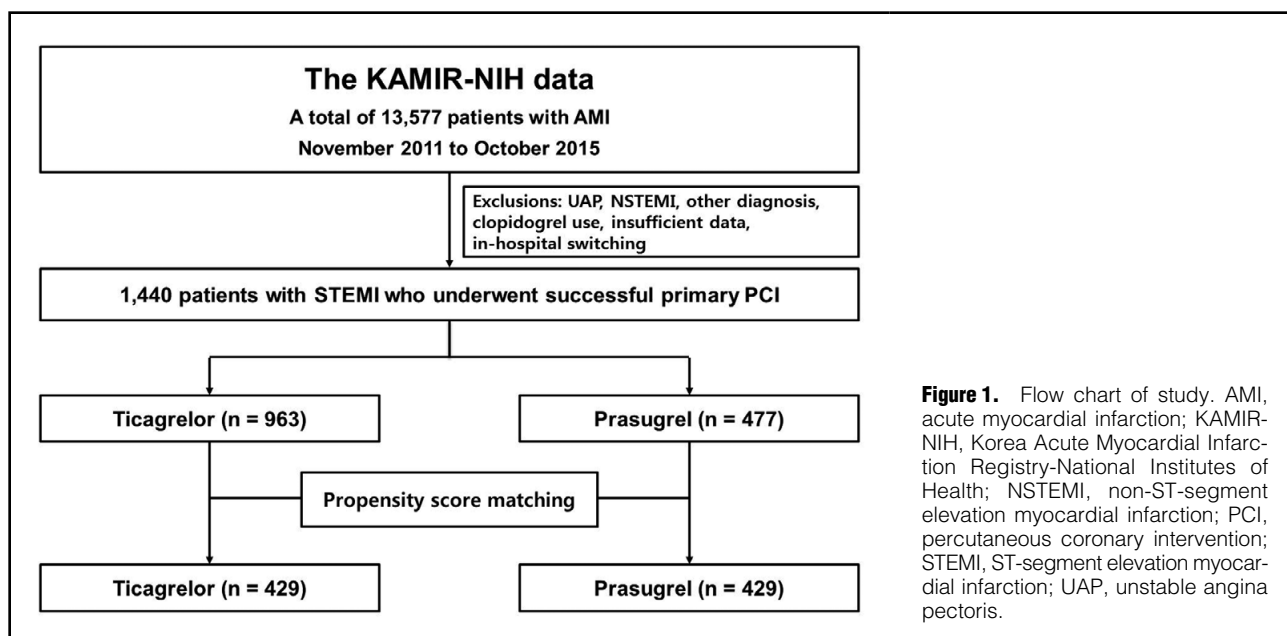 The KAMIR-NIH data
A total of 13,577 patients with AMI
November 2011 to October 2015
Exclusions: UAP, NSTEMI, other diagnosis,
clopidogrel use, insufficient data,
in-hospital switching
1,440 patients with STEMI who underwent successful primary PCI
Ticagrelor (n = 963)
Prasugrel (n = 477)
Propensity score matching
Ticagrelor (n = 429)
Prasugrel (n = 429)
Figure 1. Flow chart of study. AMI,
acute myocardial infarction; KAMIR-
NIH, Korea Acute Myocardial Infarc-
tion Registry-National Institutes of
Health; NSTEMI, non-ST-segment
elevation myocardial infarction; PCI,
percutaneous coronary intervention;
STEMI, ST-segment elevation myocar-
dial infarction; UAP, unstable angina
pectoris.